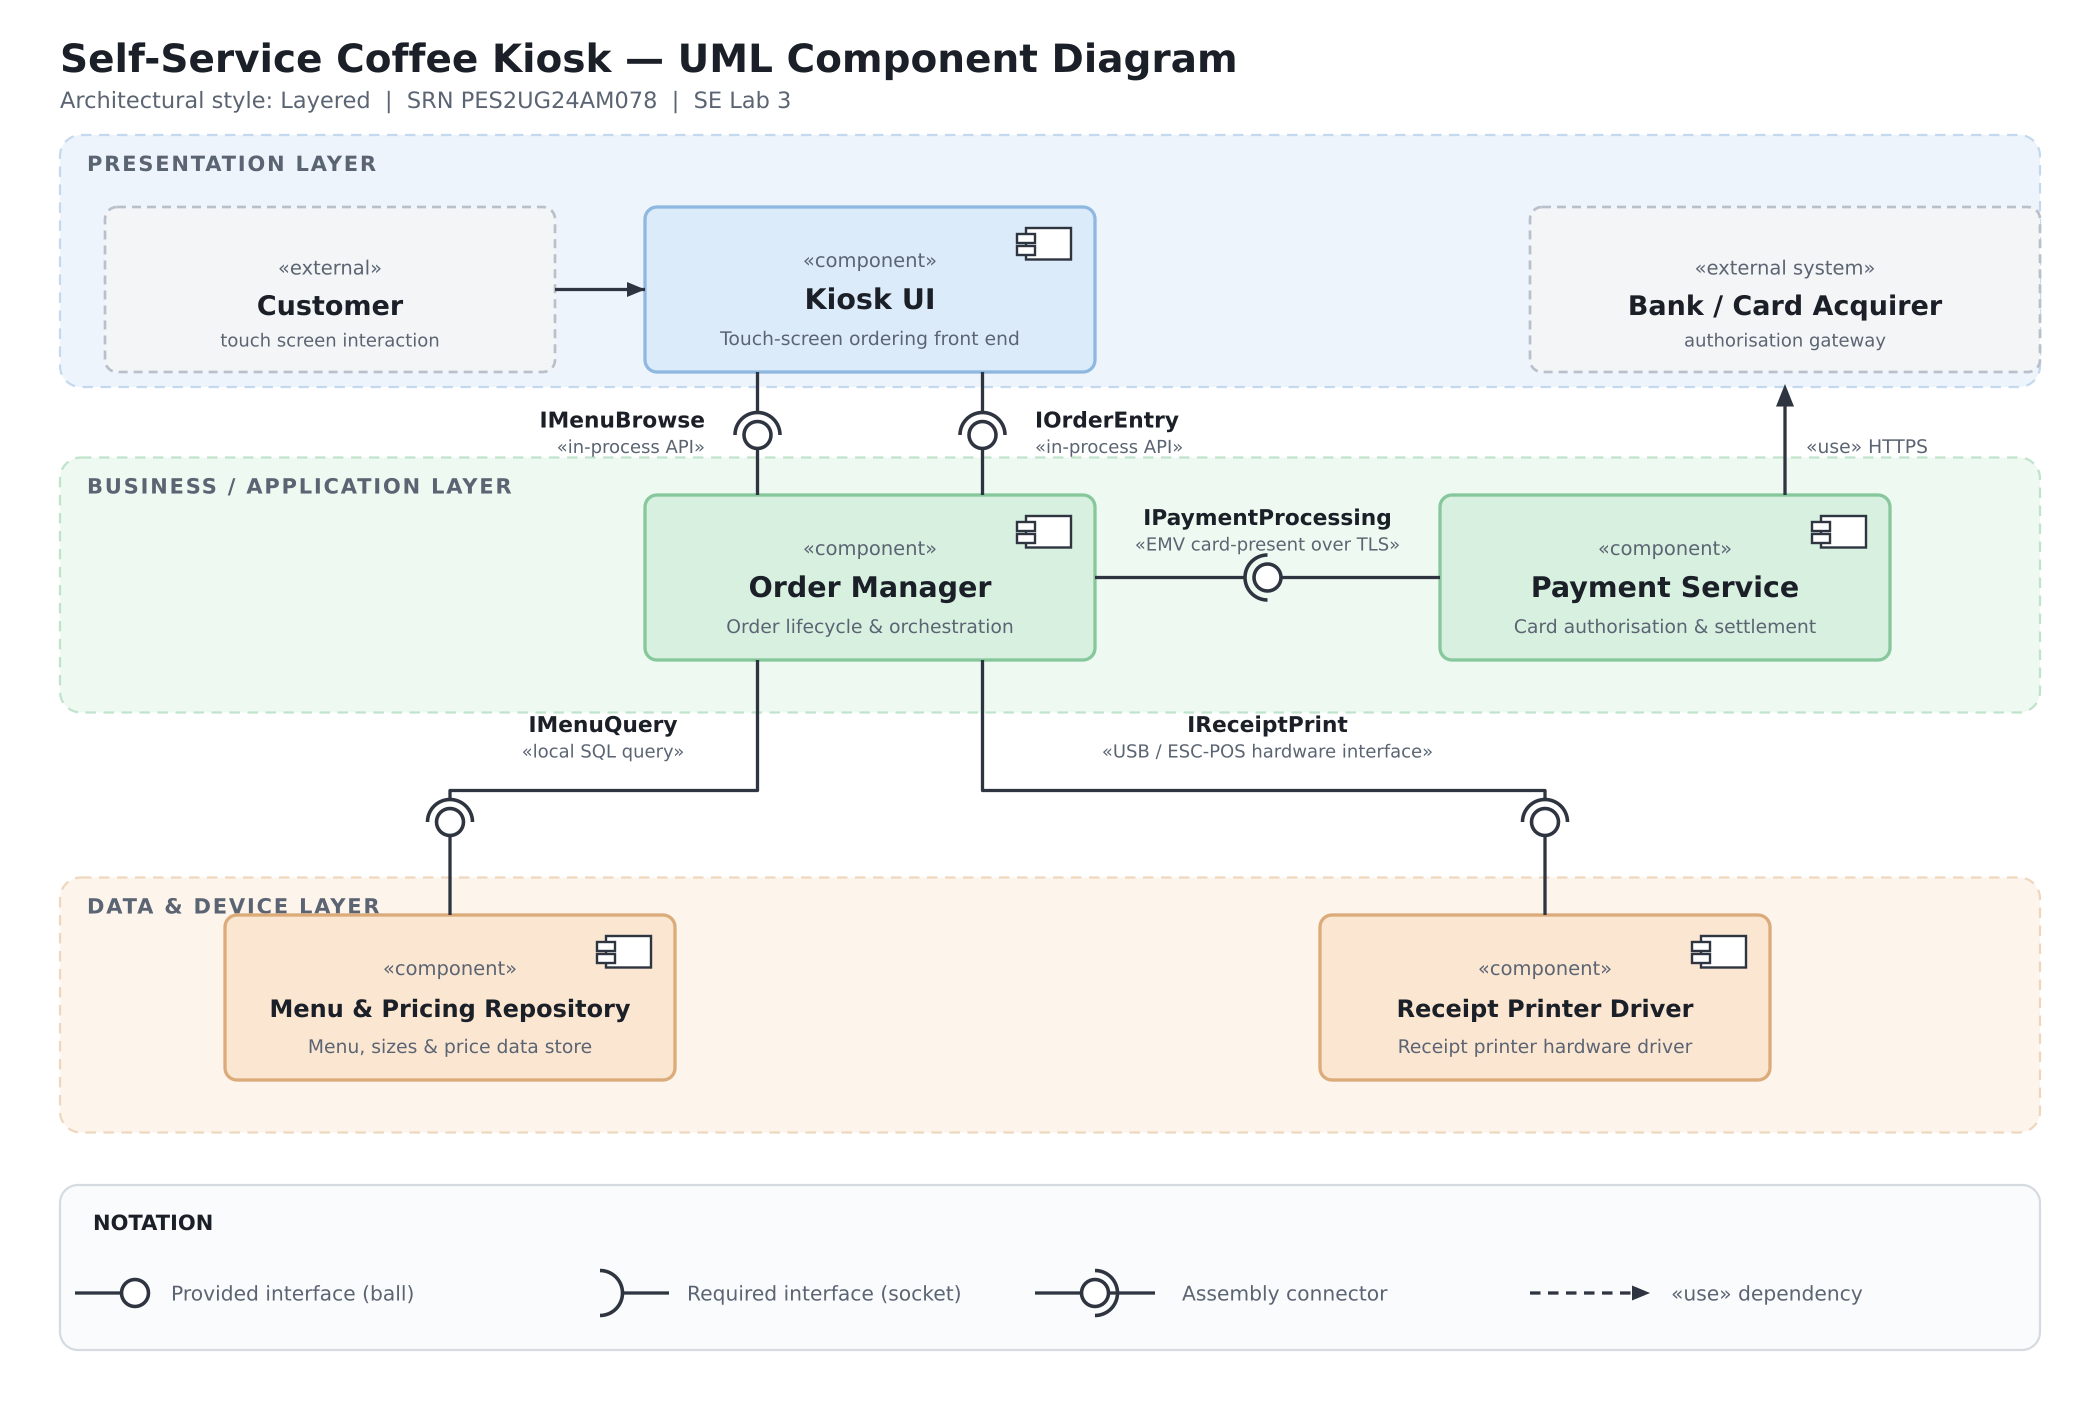 Self-Service Coffee Kiosk — UML Component Diagram
Architectural style: Layered | SRN PES2UG24AM078 | SE Lab 3
PRESENTATION LAYER
«external»
Customer
touch screen interaction
«component»
Kiosk UI
Touch-screen ordering front end
«external system»
Bank / Card Acquirer
authorisation gateway
IMenuBrowse
«in-process API»
IOrderEntry
«in-process API»
«use» HTTPS
BUSINESS / APPLICATION LAYER
«component»
Order Manager
Order lifecycle & orchestration
IPaymentProcessing
«EMV card-present over TLS»
«component»
Payment Service
Card authorisation & settlement
IMenuQuery
«local SQL query»
IReceiptPrint
«USB / ESC-POS hardware interface»
DATA & DEVICE LAYER
«component»
Menu & Pricing Repository
Menu, sizes & price data store
«component»
Receipt Printer Driver
Receipt printer hardware driver
NOTATION
Provided interface (ball)
Required interface (socket)
Assembly connector
«use» dependency